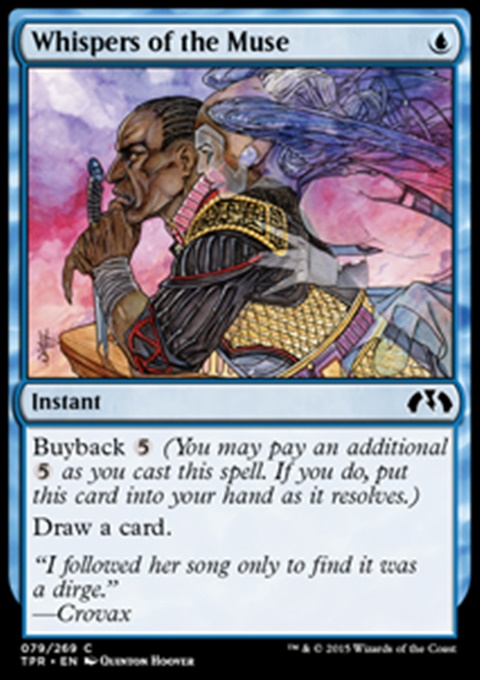 Whispers of the Muse
Instant
Buyback 5 (You may pay an additional
5 as you cast this spell. If you do, put
this card into your hand as it resolves.)
Draw a card.
"I followed her song only to find it was
a dirge."
—Crovax
079/269 C
TPR • EN Quinton Hoover
™ & © 2015 Wizards of the Coast